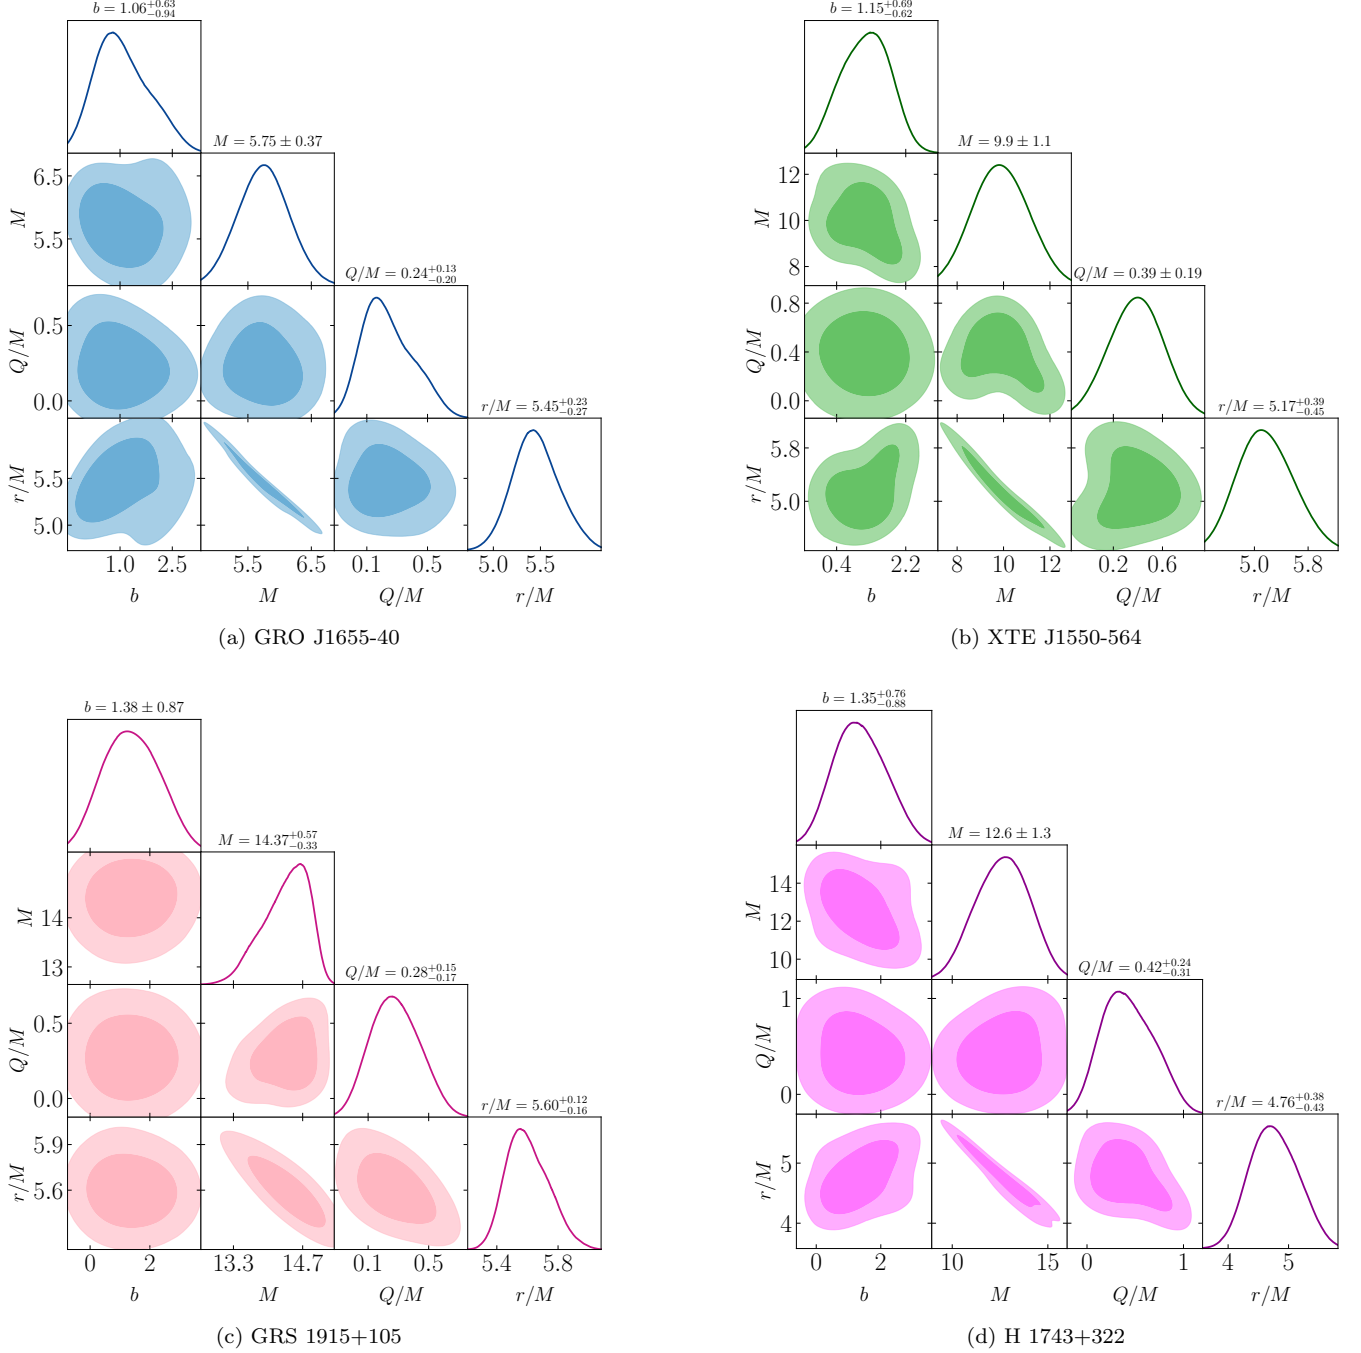 b = 1.06^{+0.63}_{-0.94}
M = 5.75 ± 0.37
6.5
M
5.5
Q/M = 0.24^{+0.13}_{-0.20}
0.5
Q/M
0.0
r/M = 5.45^{+0.23}_{-0.27}
5.5
r/M
5.0
1.0 2.5 5.5 6.5 0.1 0.5 5.0 5.5
b M Q/M r/M
(a) GRO J1655-40
b = 1.15^{+0.69}_{-0.62}
M = 9.9 ± 1.1
12
M
10
8
Q/M = 0.39 ± 0.19
0.8
Q/M
0.4
0.0
r/M = 5.17^{+0.39}_{-0.45}
5.8
r/M
5.0
0.4 2.2 8 10 12 0.2 0.6 5.0 5.8
b M Q/M r/M
(b) XTE J1550-564
b = 1.38 ± 0.87
M = 14.37^{+0.57}_{-0.33}
M
14
13
Q/M = 0.28^{+0.15}_{-0.17}
0.5
Q/M
0.0
r/M = 5.60^{+0.12}_{-0.16}
5.9
r/M
5.6
0 2 13.3 14.7 0.1 0.5 5.4 5.8
b M Q/M r/M
(c) GRS 1915+105
b = 1.35^{+0.76}_{-0.88}
M = 12.6 ± 1.3
14
M
12
10
Q/M = 0.42^{+0.24}_{-0.31}
1
Q/M
0
r/M = 4.76^{+0.38}_{-0.43}
5
r/M
4
0 2 10 15 0 1 4 5
b M Q/M r/M
(d) H 1743+322